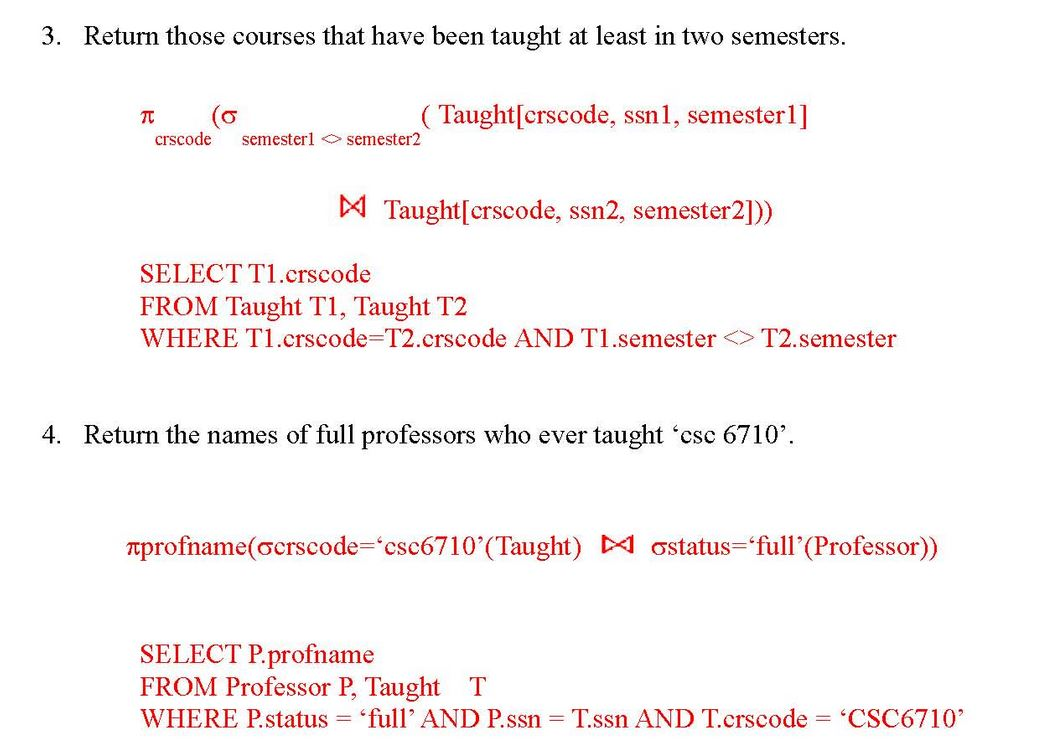 3. Return those courses that have been taught at least in two semesters.
π crscode (σ semester1 <> semester2 ( Taught[crscode, ssn1, semester1]
⋈ Taught[crscode, ssn2, semester2]))
SELECT T1.crscode
FROM Taught T1, Taught T2
WHERE T1.crscode=T2.crscode AND T1.semester <> T2.semester
4. Return the names of full professors who ever taught ‘csc 6710’.
πprofname(σcrscode=‘csc6710’(Taught) ⋈ σstatus=‘full’(Professor))
SELECT P.profname
FROM Professor P, Taught T
WHERE P.status = ‘full’ AND P.ssn = T.ssn AND T.crscode = ‘CSC6710’